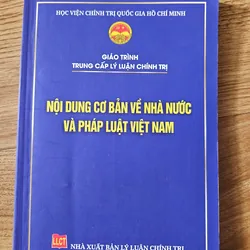 HỌC VIỆN CHÍNH TRỊ QUỐC GIA HỒ CHÍ MINH
GIÁO TRÌNH
TRUNG CẤP LÝ LUẬN CHÍNH TRỊ
NỘI DUNG CƠ BẢN VỀ NHÀ NƯỚC
VÀ PHÁP LUẬT VIỆT NAM
LLCT
NHÀ XUẤT BẢN LÝ LUẬN CHÍNH TRỊ